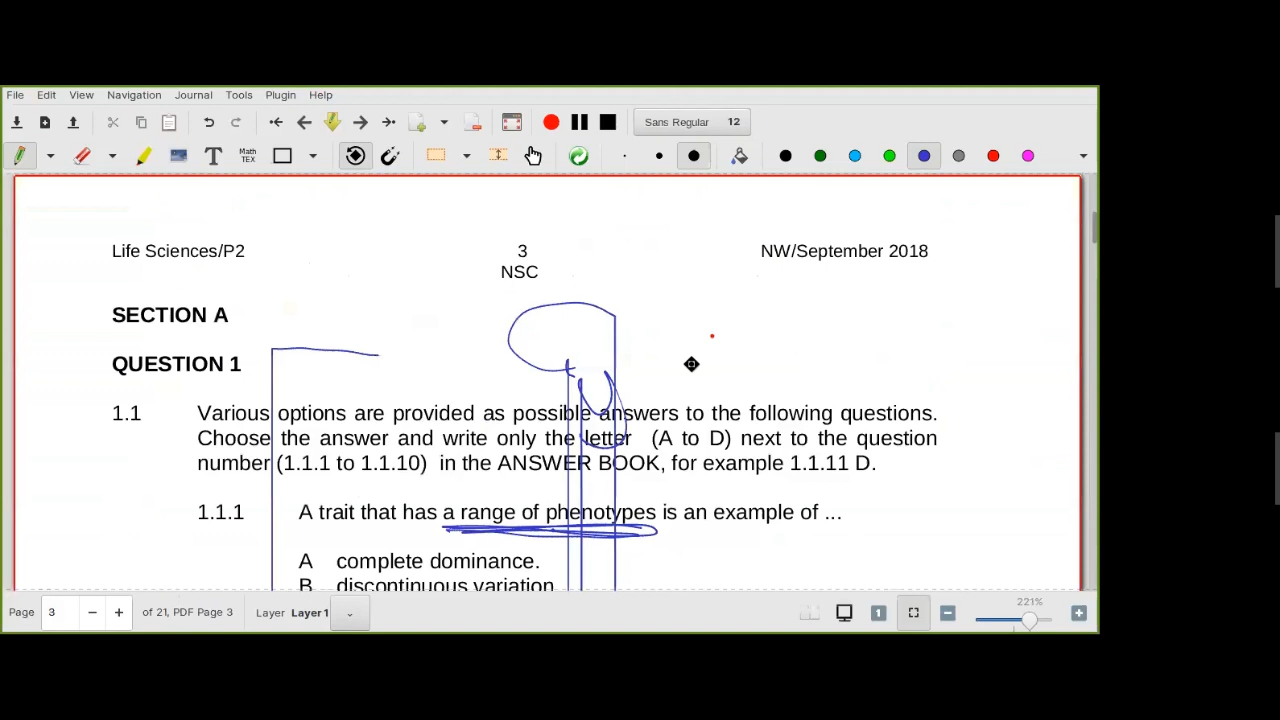 File Edit View Navigation Journal Tools Plugin Help
Sans Regular 12
T Math TEX
Life Sciences/P2 3 NW/September 2018
NSC
SECTION A
QUESTION 1
1.1 Various options are provided as possible answers to the following questions.
Choose the answer and write only the letter (A to D) next to the question
number (1.1.1 to 1.1.10) in the ANSWER BOOK, for example 1.1.11 D.
1.1.1 A trait that has a range of phenotypes is an example of ...
A complete dominance.
B discontinuous variation
Page 3 of 21, PDF Page 3 Layer Layer1 1 221%